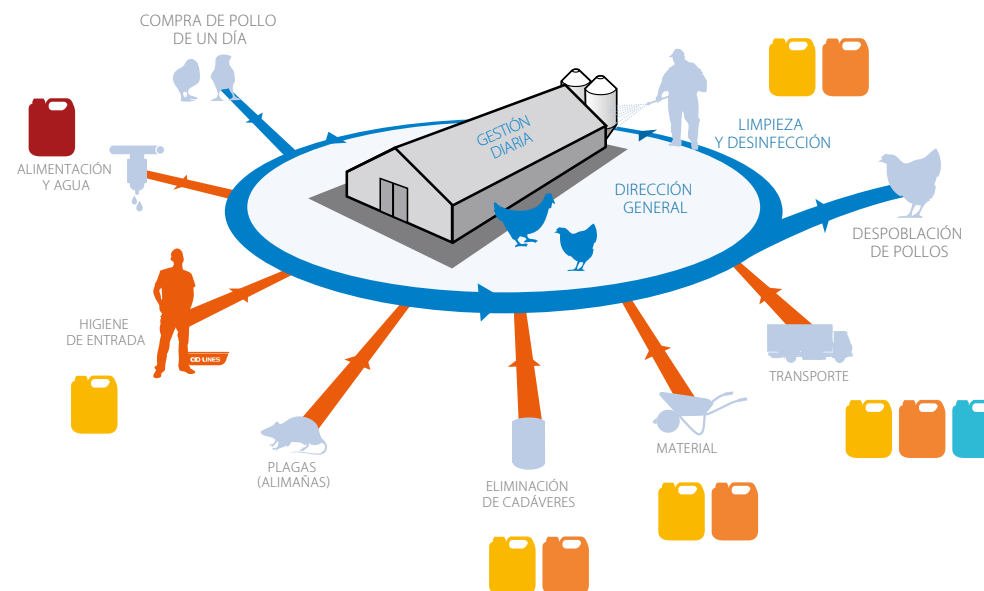 COMPRA DE POLLO
DE UN DÍA
GESTIÓN
DIARIA
LIMPIEZA
Y DESINFECCIÓN
ALIMENTACIÓN
Y AGUA
DIRECCIÓN
GENERAL
DESPOBLACIÓN
DE POLLOS
HIGIENE
DE ENTRADA
CID LINES
TRANSPORTE
MATERIAL
PLAGAS
(ALIMAÑAS)
ELIMINACIÓN
DE CADÁVERES